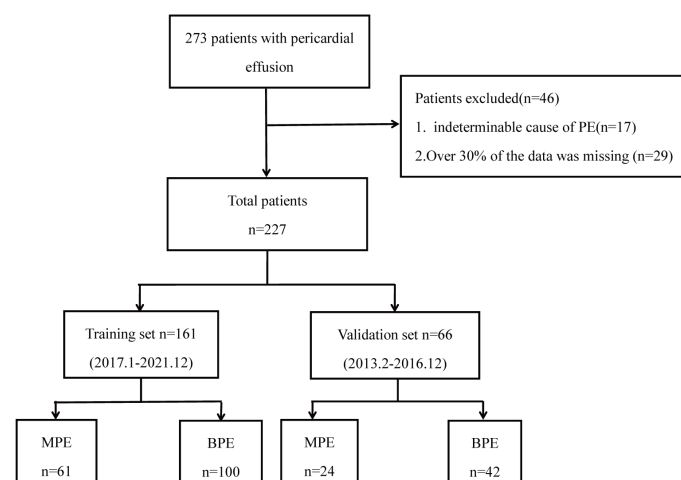 273 patients with pericardial
effusion
Patients excluded(n=46)
1. indeterminable cause of PE(n=17)
2.Over 30% of the data was missing (n=29)
Total patients
n=227
Training set n=161
(2017.1-2021.12)
Validation set n=66
(2013.2-2016.12)
MPE
n=61
BPE
n=100
MPE
n=24
BPE
n=42